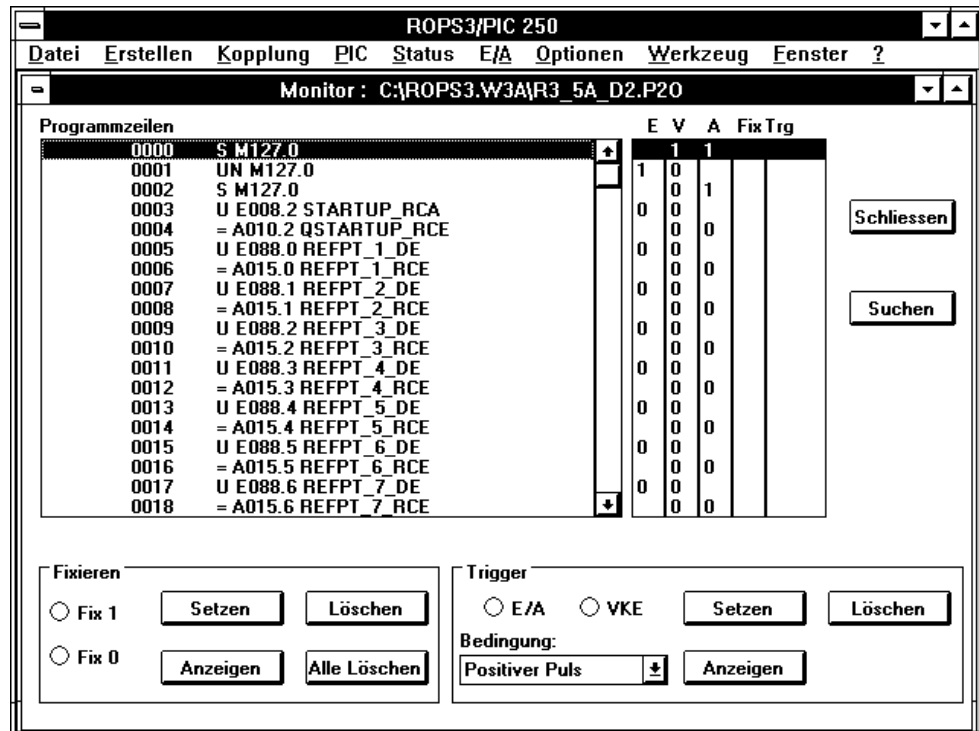 ROPS3/PIC 250
Datei Erstellen Kopplung PIC Status E/A Optionen Werkzeug Fenster ?
Monitor : C:\ROPS3.W3A\R3_5A_D2.P2O
Programmzeilen E V A Fix Trg
0000 S M127.0 1 1
0001 UN M127.0 1 0
0002 S M127.0 0 1
0003 U E008.2 STARTUP_RCA 0 0
0004 = A010.2 QSTARTUP_RCE 0 0
0005 U E088.0 REFPT_1_DE 0 0
0006 = A015.0 REFPT_1_RCE 0 0
0007 U E088.1 REFPT_2_DE 0 0
0008 = A015.1 REFPT_2_RCE 0 0
0009 U E088.2 REFPT_3_DE 0 0
0010 = A015.2 REFPT_3_RCE 0 0
0011 U E088.3 REFPT_4_DE 0 0
0012 = A015.3 REFPT_4_RCE 0 0
0013 U E088.4 REFPT_5_DE 0 0
0014 = A015.4 REFPT_5_RCE 0 0
0015 U E088.5 REFPT_6_DE 0 0
0016 = A015.5 REFPT_6_RCE 0 0
0017 U E088.6 REFPT_7_DE 0 0
0018 = A015.6 REFPT_7_RCE 0 0
Schliessen
Suchen
Fixieren
Fix 1 Setzen Löschen
Fix 0 Anzeigen Alle Löschen
Trigger
E/A VKE Setzen Löschen
Bedingung:
Positiver Puls Anzeigen